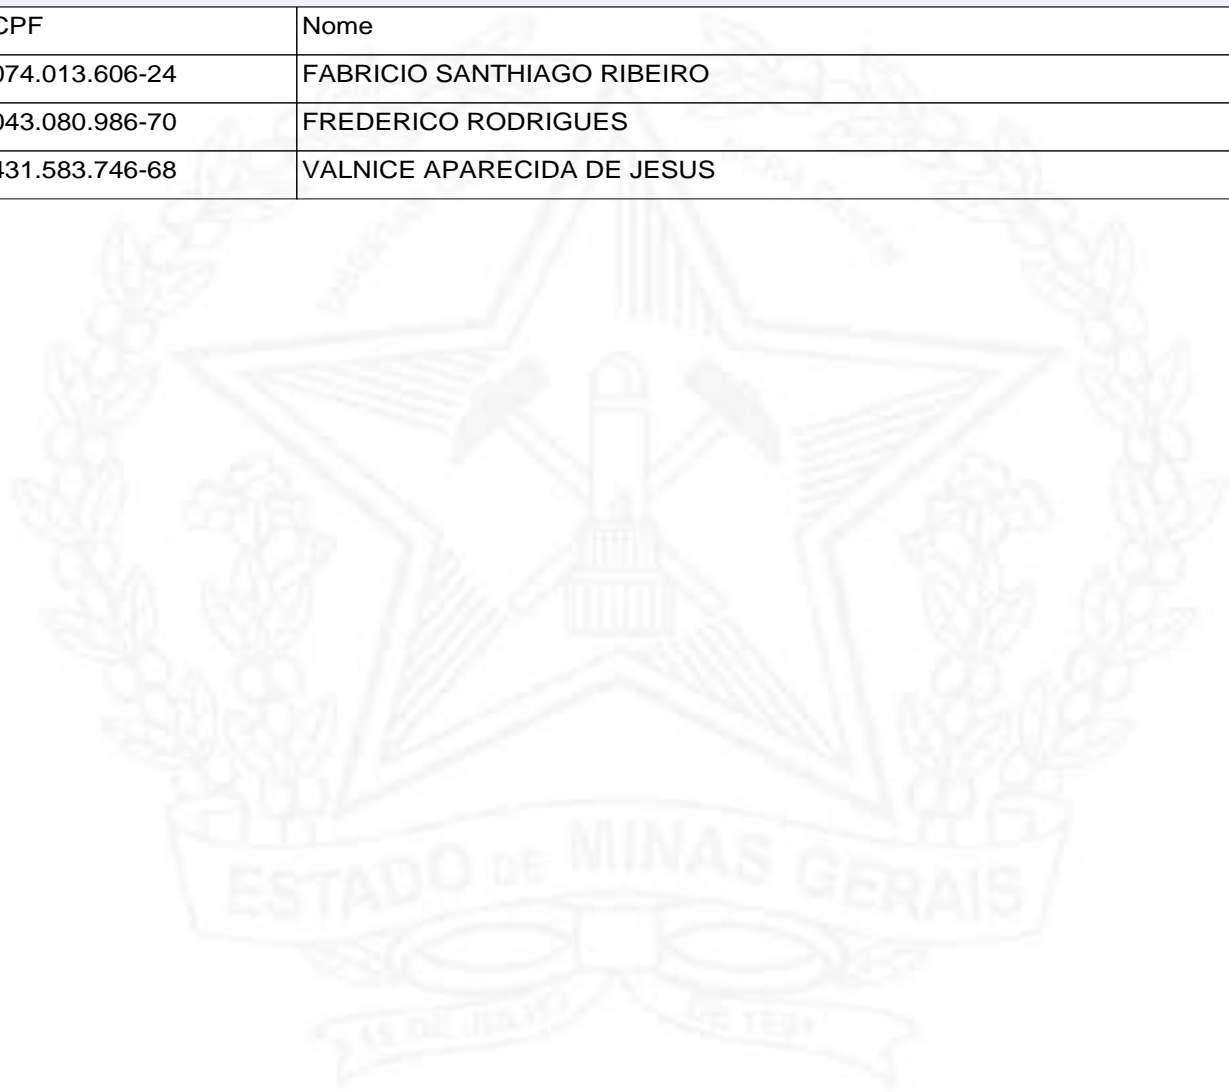 CPF Nome
074.013.606-24 FABRICIO SANTHIAGO RIBEIRO
043.080.986-70 FREDERICO RODRIGUES
431.583.746-68 VALNICE APARECIDA DE JESUS
ESTADO DE MINAS GERAIS